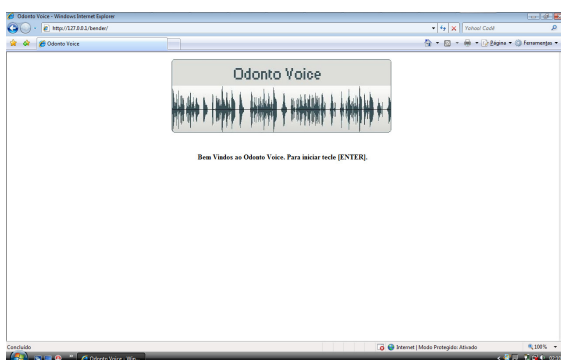 Odonto Voice - Windows Internet Explorer
http://127.0.0.1/bender/
Yahoo! Cadê
Odonto Voice
Página
Ferramentas
Odonto Voice
Bem Vindos ao Odonto Voice. Para iniciar tecle [ENTER].
Concluído
Internet | Modo Protegido: Ativado
100%
Odonto Voice - Win...